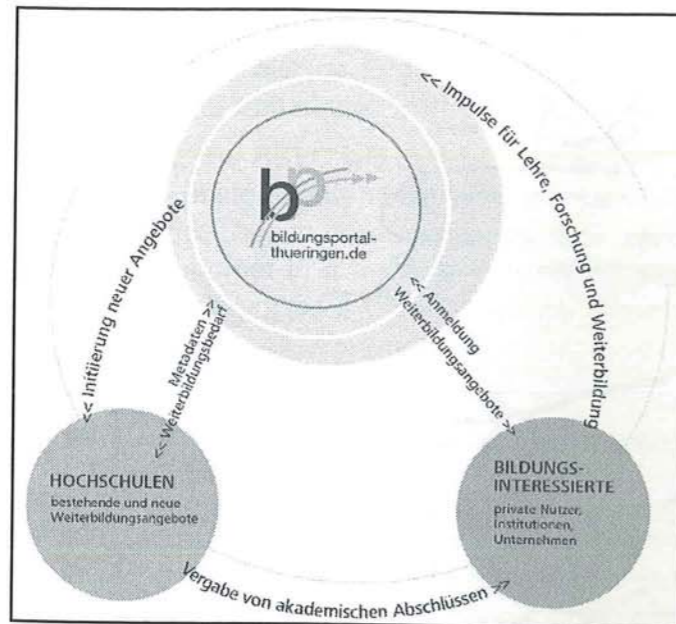 << Impulse für Lehre, Forschung und Weiterbildung
bp
bildungsportal-
thueringen.de
<< Initiierung neuer Angebote
Metadaten >>
<< Weiterbildungsbedarf
<< Anmeldung
Weiterbildungsangebote >>
HOCHSCHULEN
bestehende und neue
Weiterbildungsangebote
BILDUNGS-
INTERESSIERTE
private Nutzer,
Institutionen,
Unternehmen
Vergabe von akademischen Abschlüssen >>